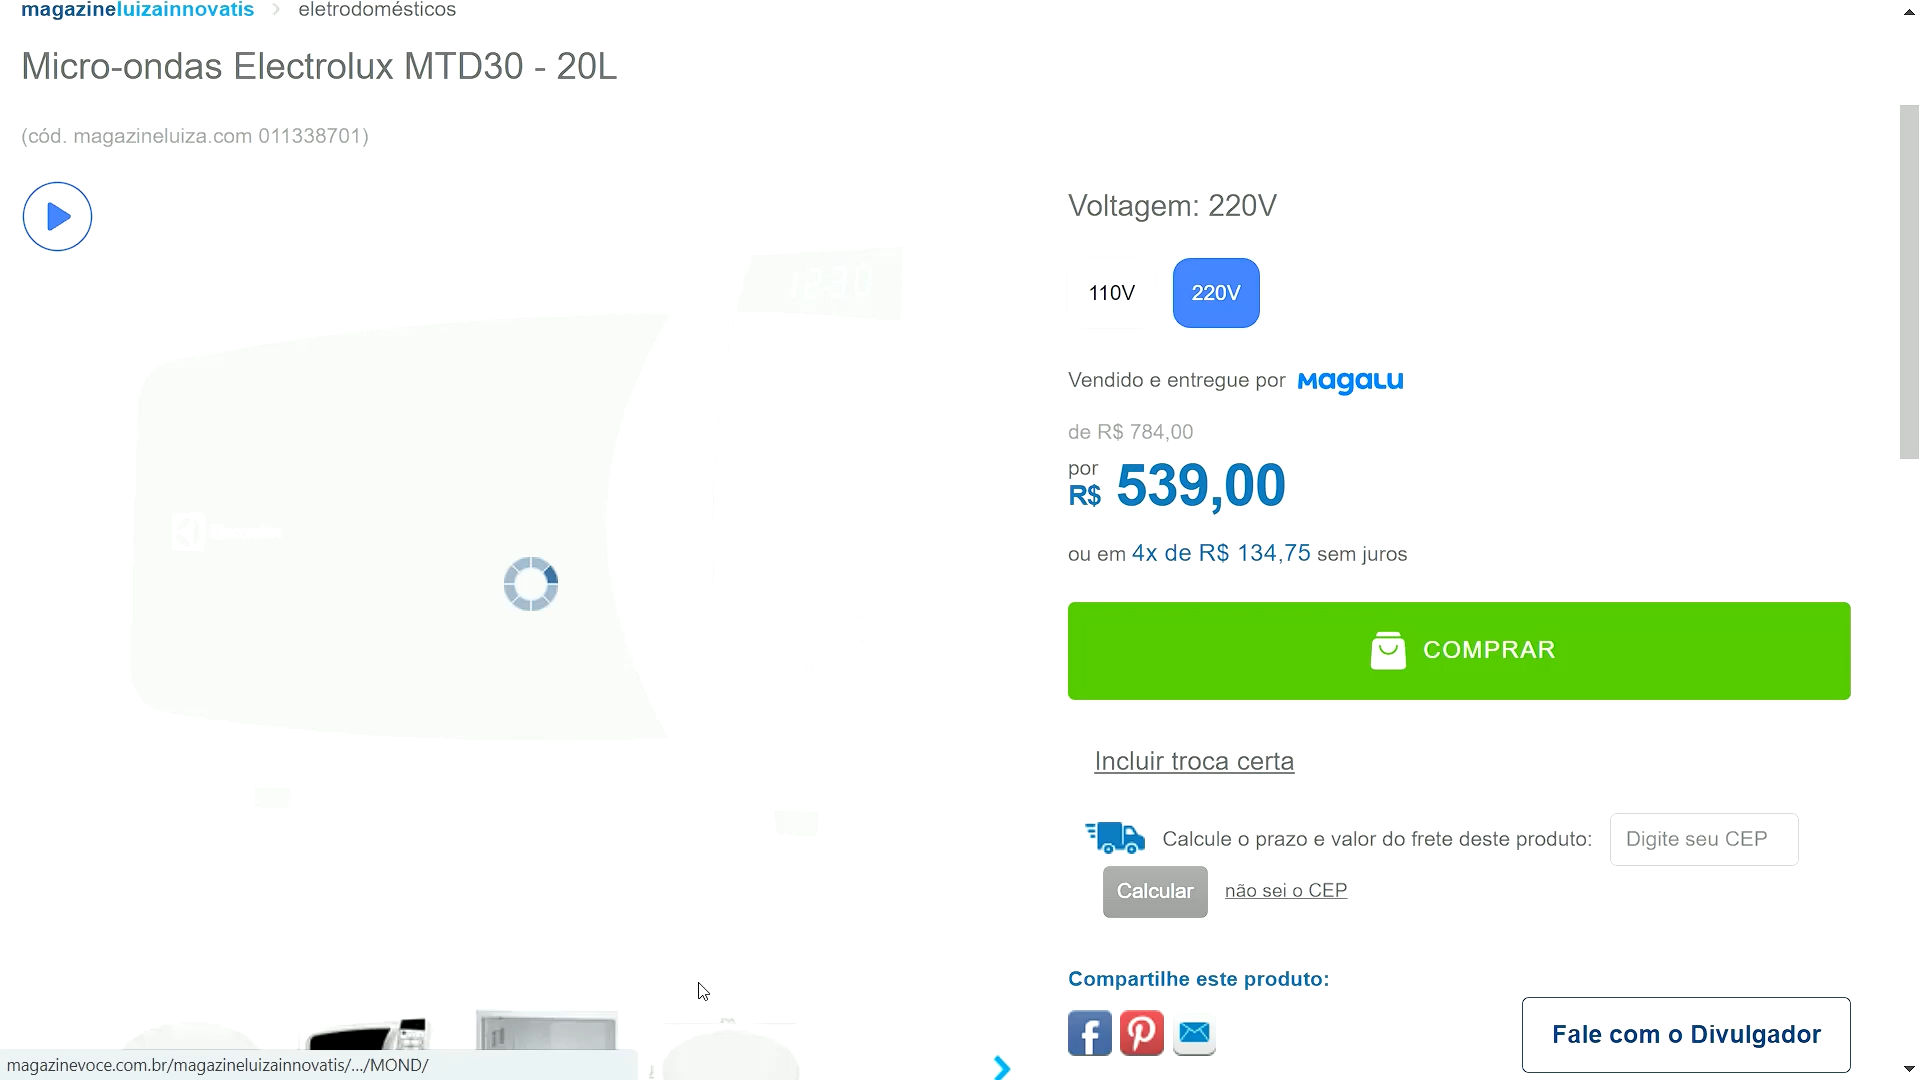 magazineluizainnovatis > eletrodomésticos
Micro-ondas Electrolux MTD30 - 20L
(cód. magazineluiza.com 011338701)
Voltagem: 220V
110V 220V
12:30
Vendido e entregue por magalu
de R$ 784,00
por
R$ 539,00
Electrolux
ou em 4x de R$ 134,75 sem juros
COMPRAR
Incluir troca certa
Calcule o prazo e valor do frete deste produto: Digite seu CEP
Calcular não sei o CEP
Compartilhe este produto:
Fale com o Divulgador
magazinevoce.com.br/magazineluizainnovatis/.../MOND/